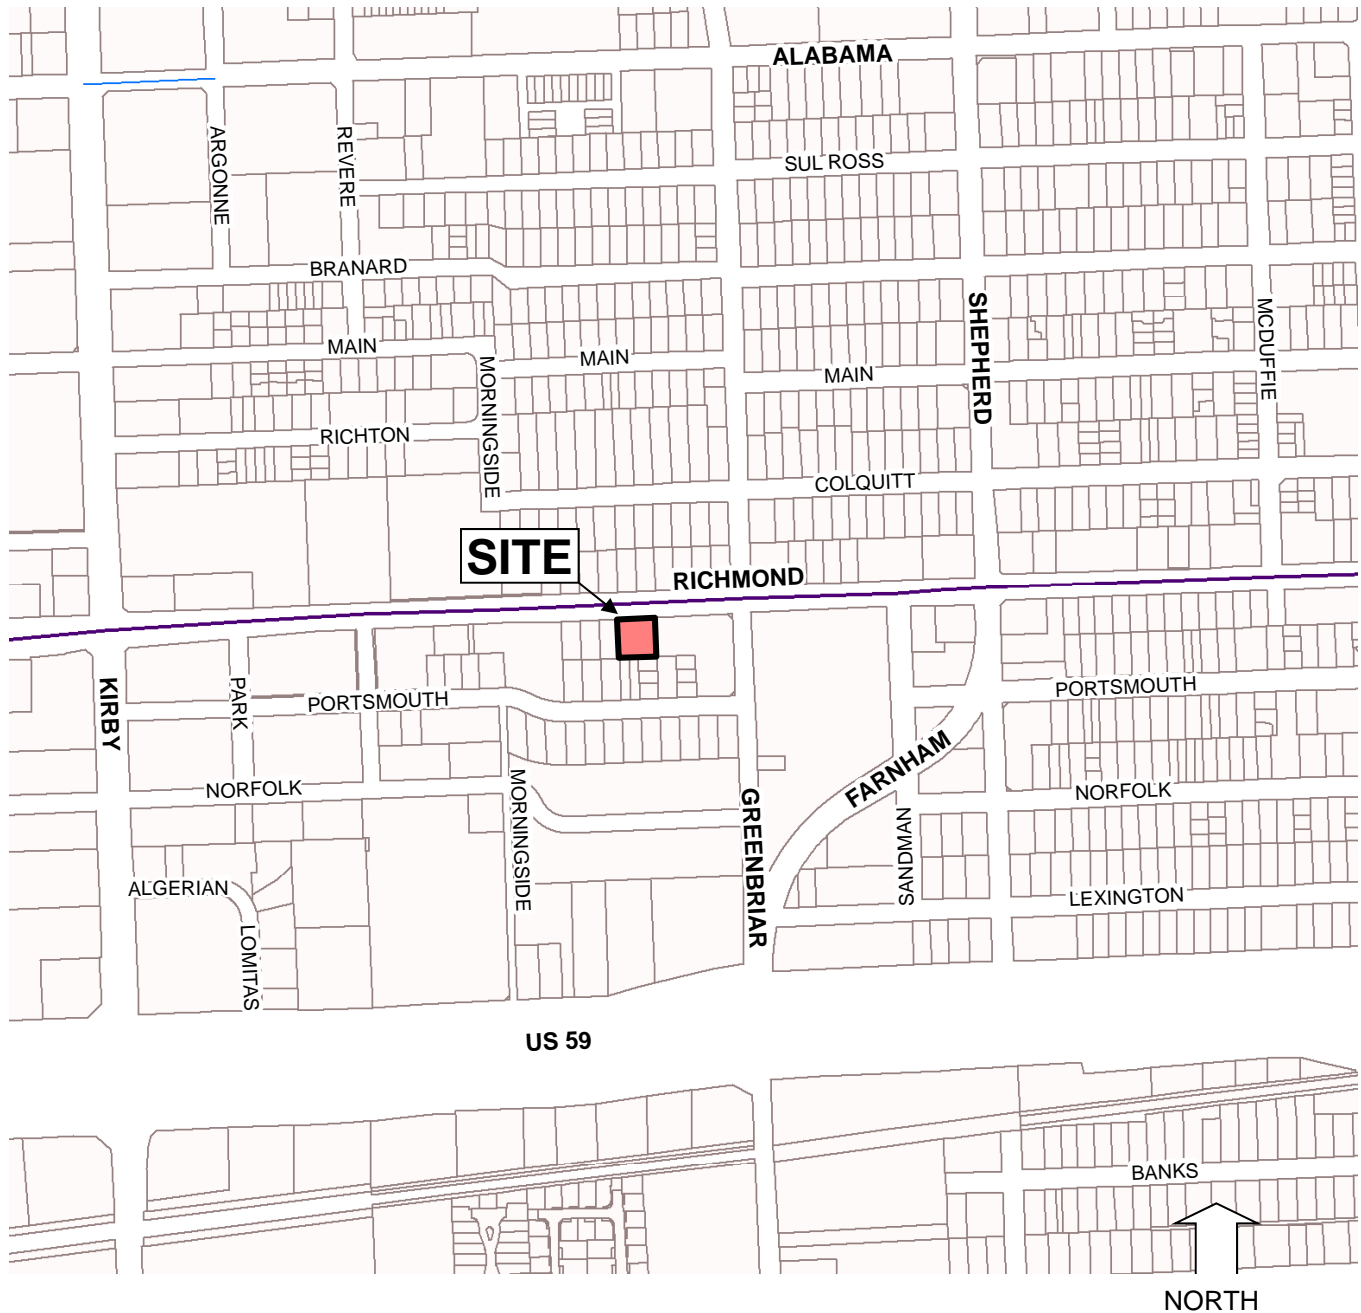 ALABAMA
SUL ROSS
ARGONNE
REVERE
BRANARD
SHEPHERD
MCDUFFIE
MAIN
MAIN
MAIN
MORNINGSIDE
RICHTON
COLQUITT
SITE
RICHMOND
KIRBY
PARK
PORTSMOUTH
PORTSMOUTH
FARNHAM
NORFOLK
NORFOLK
MORNINGSIDE
GREENBRIAR
SANDMAN
ALGERIAN
LEXINGTON
LOMITAS
US 59
BANKS
NORTH